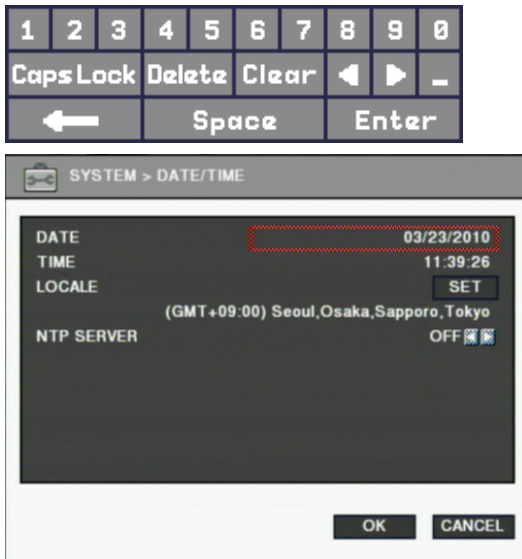 1 2 3 4 5 6 7 8 9 0
CapsLock Delete Clear ◀ ▶ _
← Space Enter
SYSTEM > DATE/TIME
DATE 03/23/2010
TIME 11:39:26
LOCALE SET
(GMT+09:00) Seoul,Osaka,Sapporo,Tokyo
NTP SERVER OFF
OK CANCEL